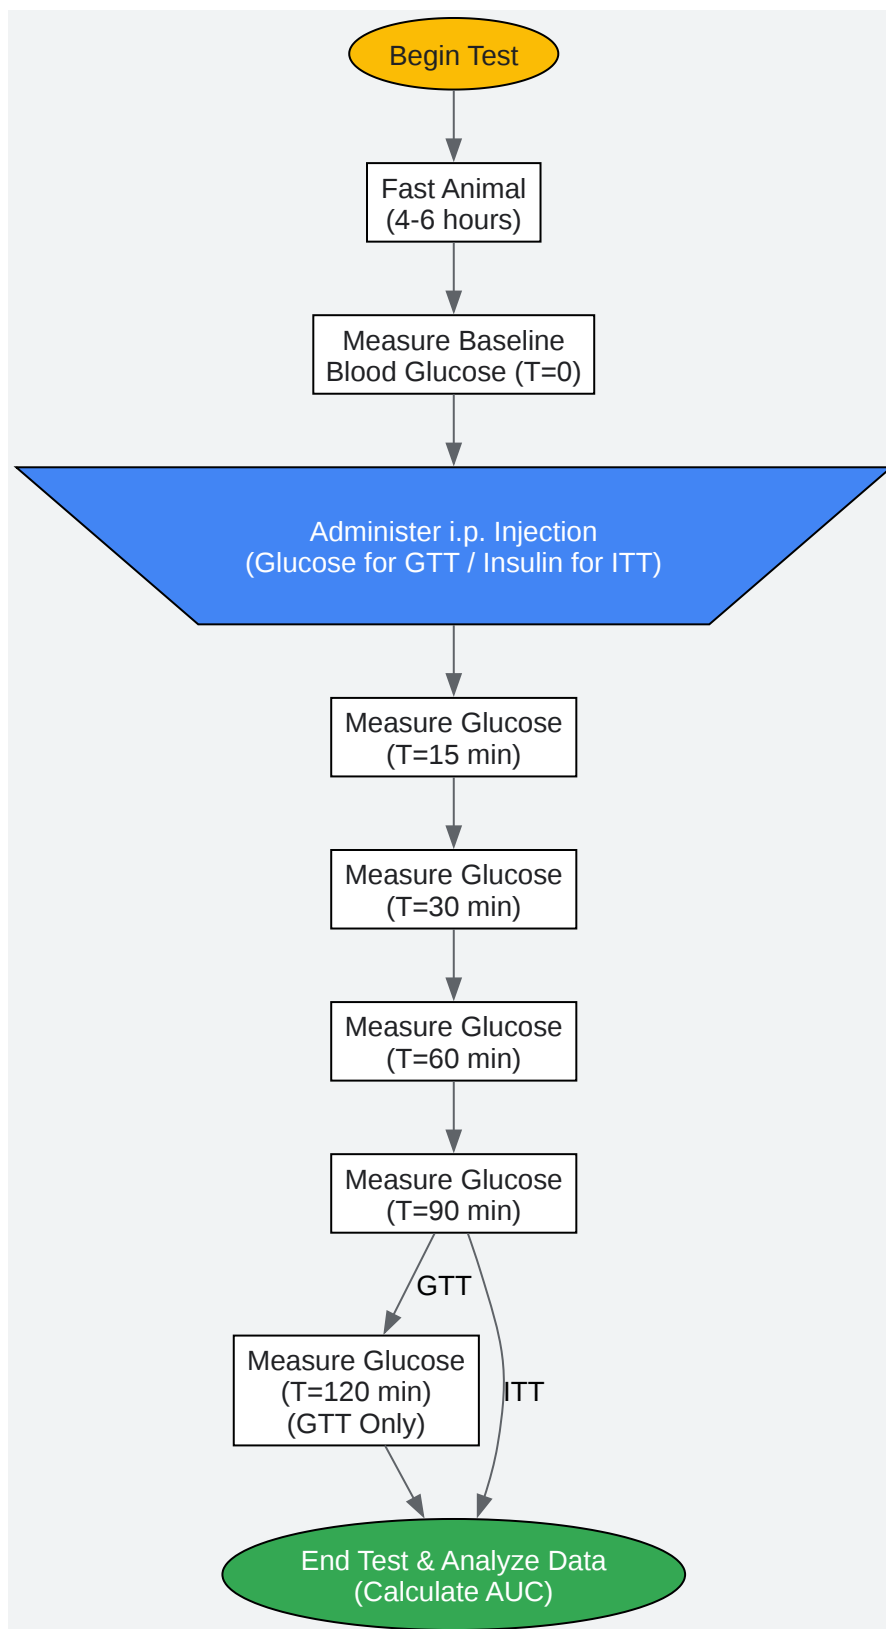 Begin Test
Fast Animal
(4-6 hours)
Measure Baseline
Blood Glucose (T=0)
Administer i.p. Injection
(Glucose for GTT / Insulin for ITT)
Measure Glucose
(T=15 min)
Measure Glucose
(T=30 min)
Measure Glucose
(T=60 min)
Measure Glucose
(T=90 min)
GTT
Measure Glucose
(T=120 min)
(GTT Only)
ITT
End Test & Analyze Data
(Calculate AUC)